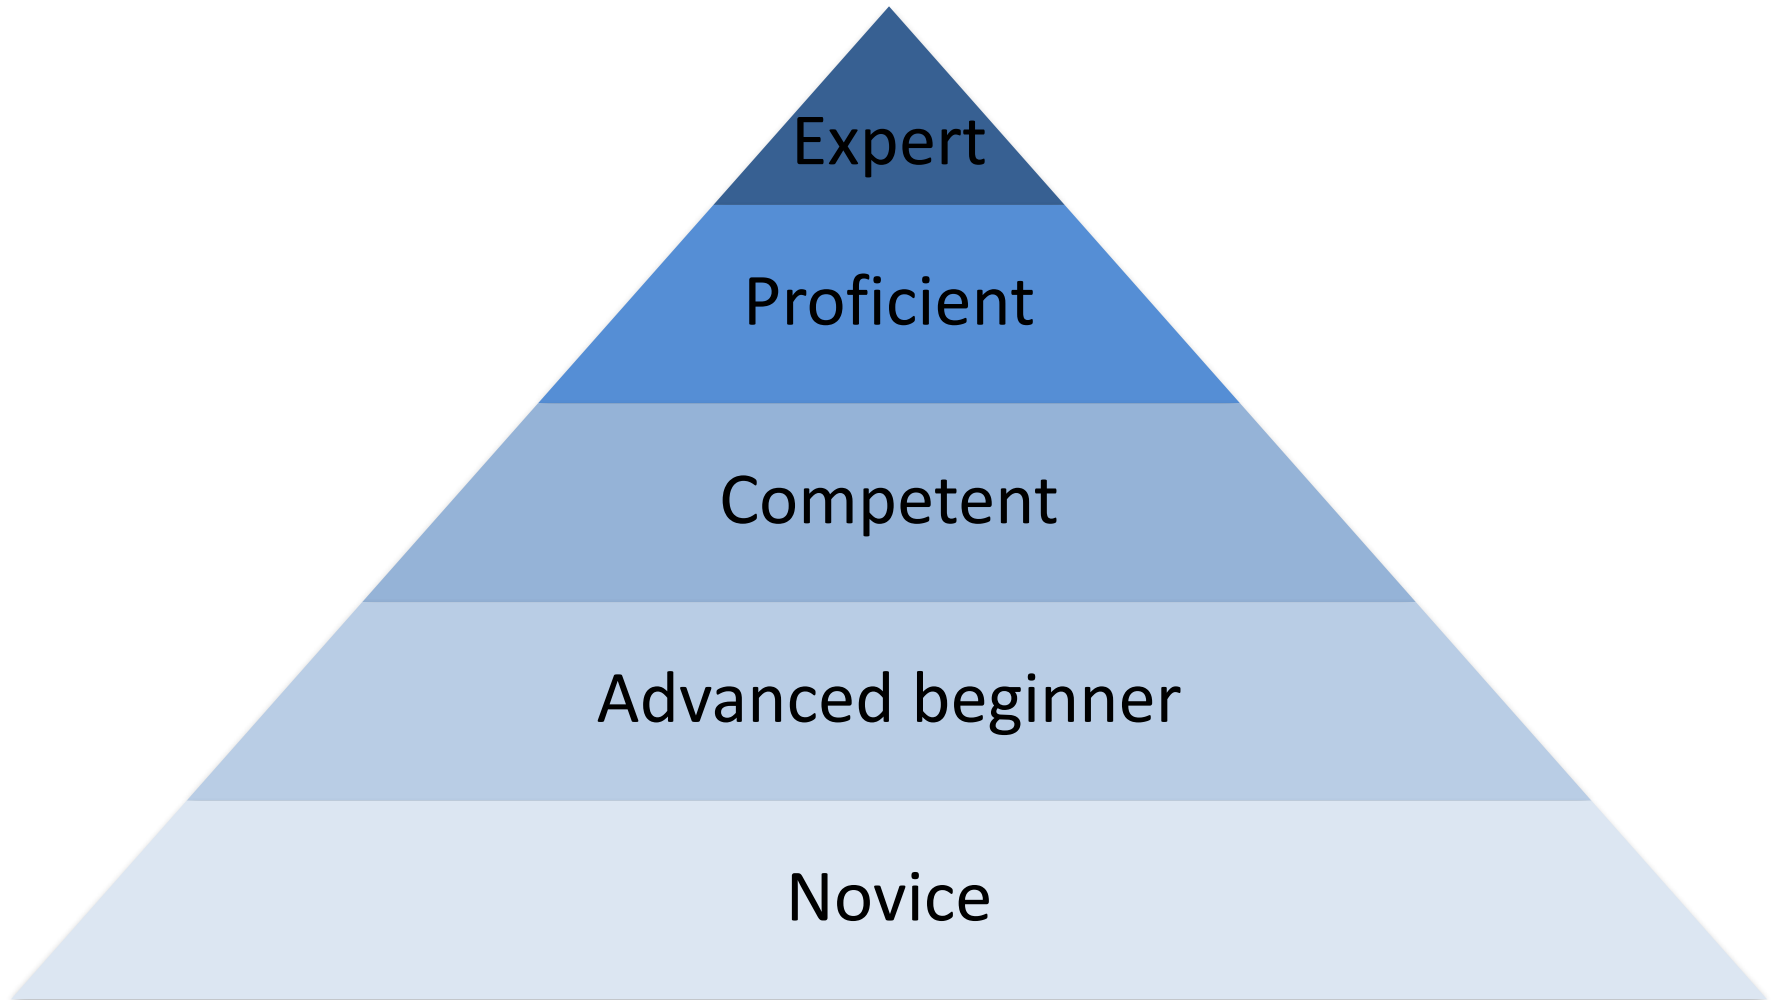 Expert
Proficient
Competent
Advanced beginner
Novice